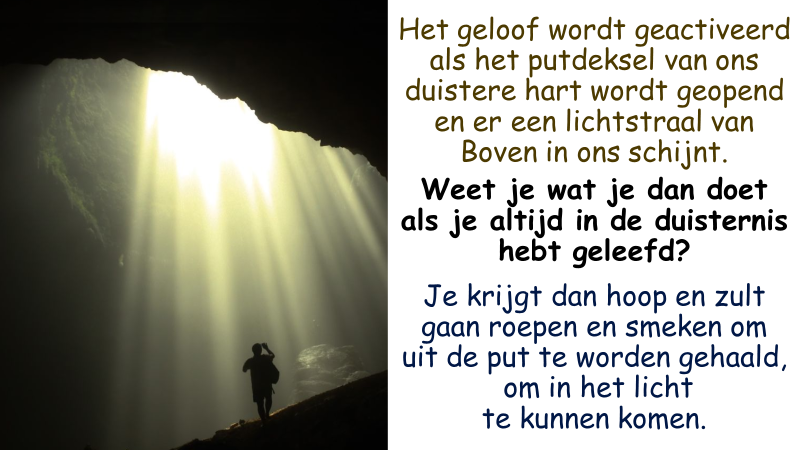 Het geloof wordt geactiveerd
als het putdeksel van ons
duistere hart wordt geopend
en er een lichtstraal van
Boven in ons schijnt.
Weet je wat je dan doet
als je altijd in de duisternis
hebt geleefd?
Je krijgt dan hoop en zult
gaan roepen en smeken om
uit de put te worden gehaald,
om in het licht
te kunnen komen.